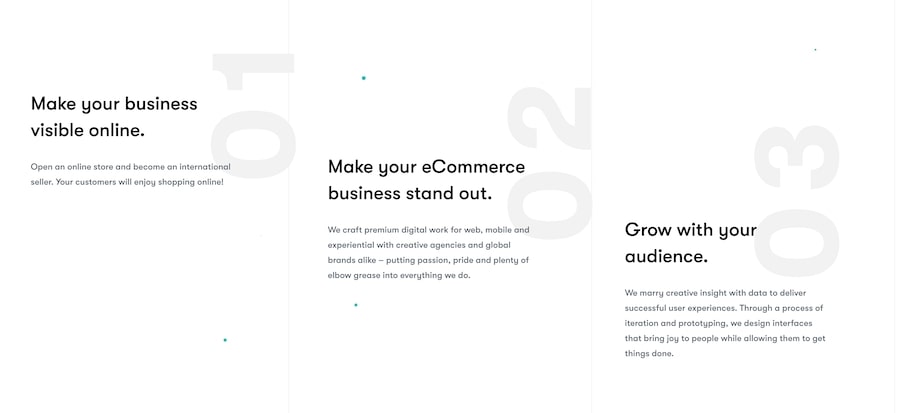 01
Make your business
visible online.
Open an online store and become an international
seller. Your customers will enjoy shopping online!
02
Make your eCommerce
business stand out.
We craft premium digital work for web, mobile and
experiential with creative agencies and global
brands alike – putting passion, pride and plenty of
elbow grease into everything we do.
03
Grow with your
audience.
We marry creative insight with data to deliver
successful user experiences. Through a process of
iteration and prototyping, we design interfaces
that bring joy to people while allowing them to get
things done.